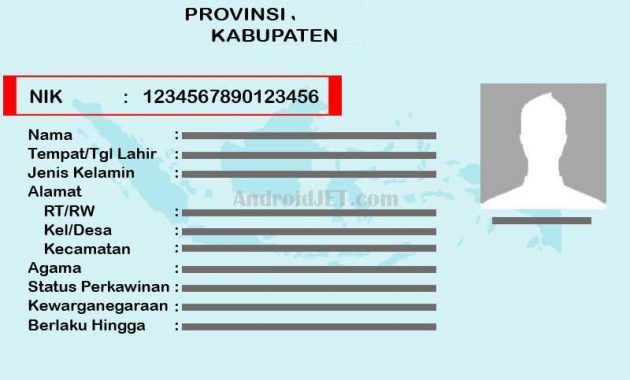 PROVINSI
KABUPATEN
NIK : 1234567890123456
Nama :
Tempat/Tgl Lahir :
Jenis Kelamin :
Alamat
RT/RW :
Kel/Desa :
Kecamatan :
Agama :
Status Perkawinan :
Kewarganegaraan :
Berlaku Hingga :
AndroidJET.com